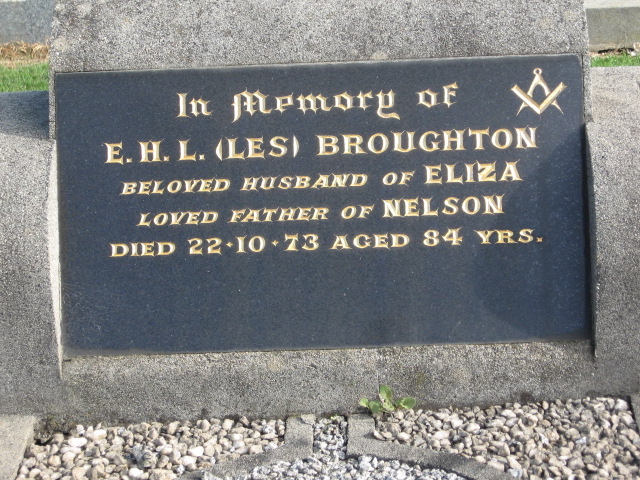 In Memory of
E. H. L. (LES) BROUGHTON
BELOVED HUSBAND OF ELIZA
LOVED FATHER OF NELSON
DIED 22·10·73 AGED 84 YRS.